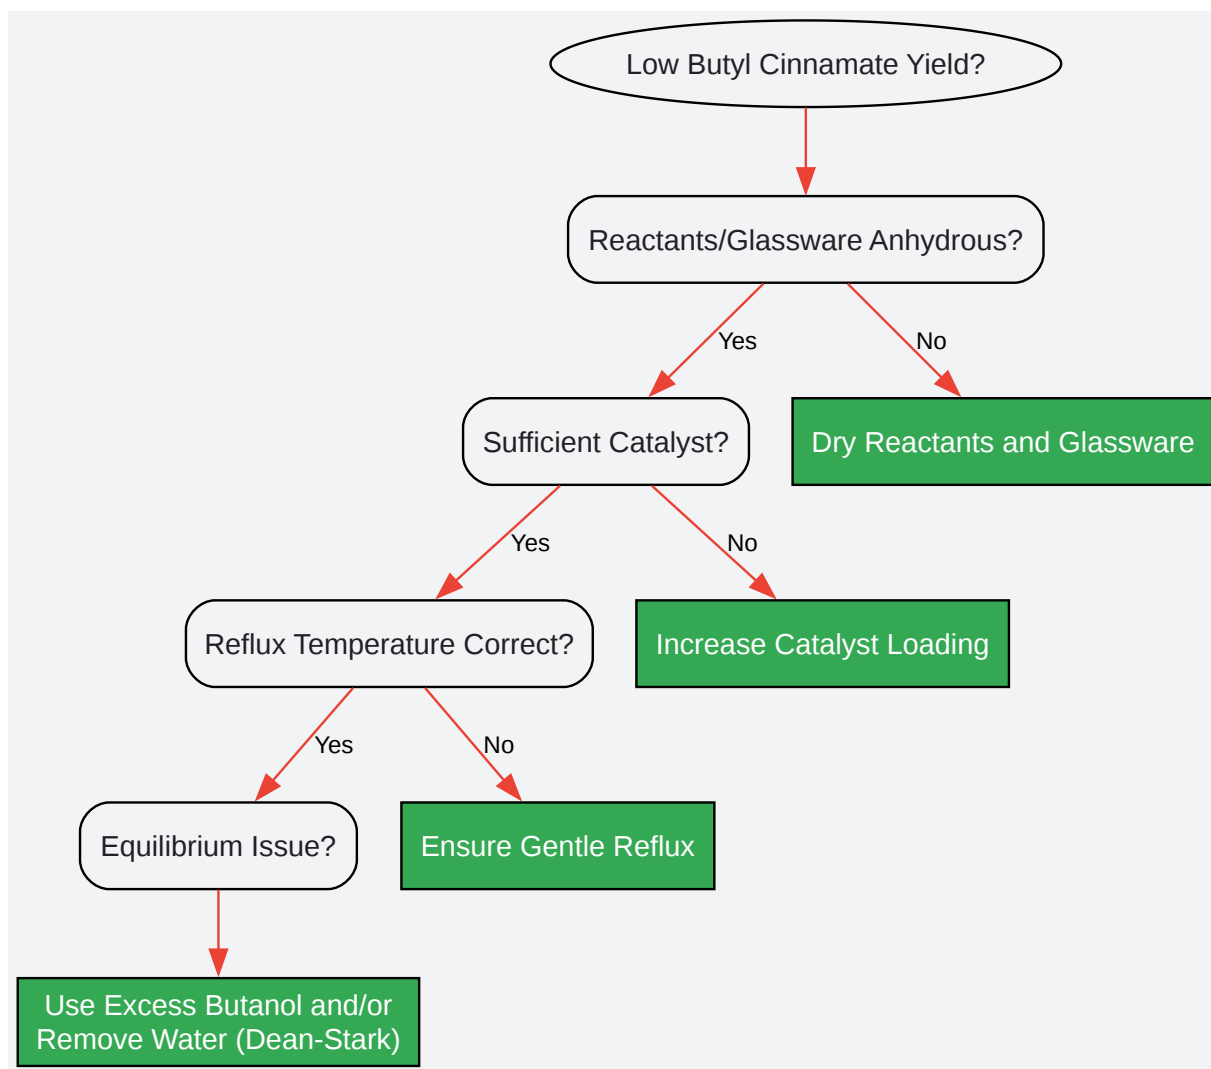 Low Butyl Cinnamate Yield?
Reactants/Glassware Anhydrous?
Yes
No
Sufficient Catalyst?
Dry Reactants and Glassware
Yes
No
Reflux Temperature Correct?
Increase Catalyst Loading
Yes
No
Equilibrium Issue?
Ensure Gentle Reflux
Use Excess Butanol and/or
Remove Water (Dean-Stark)